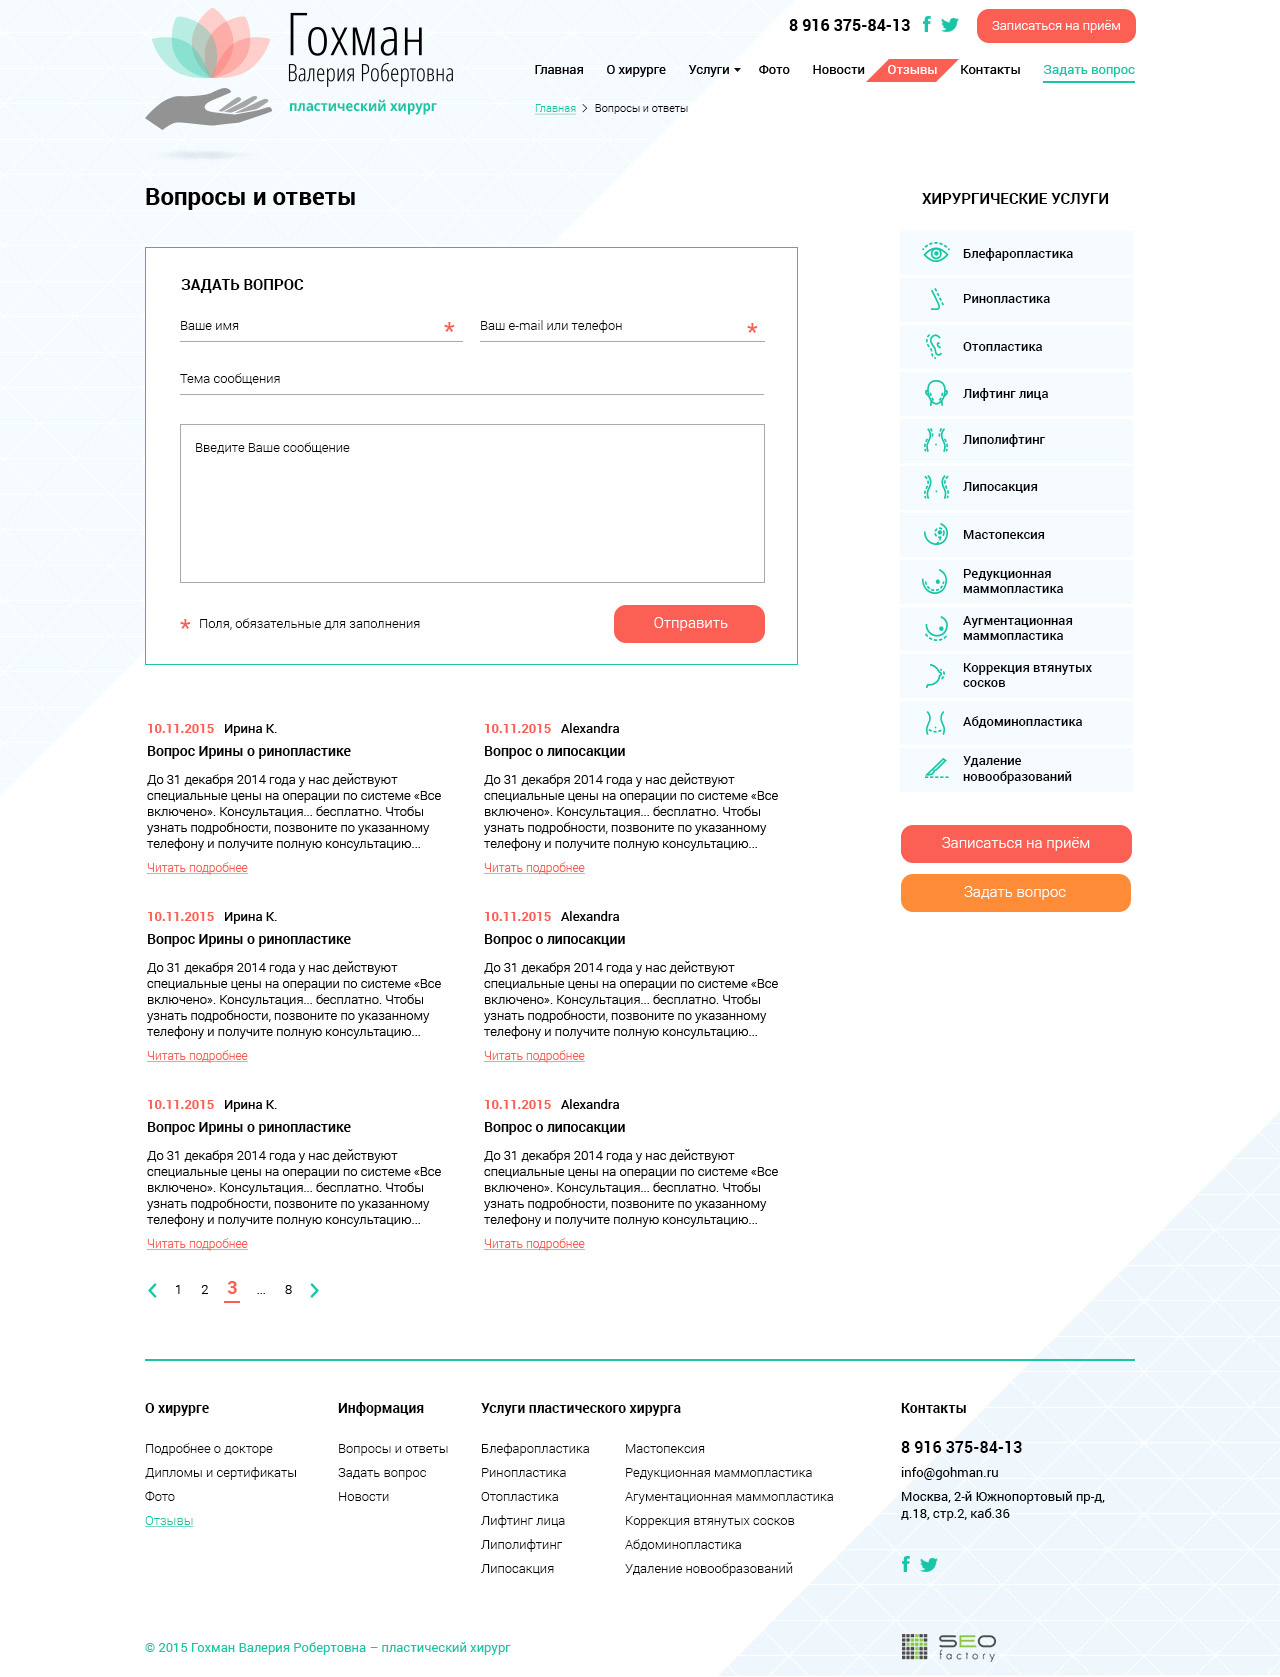 Гохман
Валерия Робертовна
пластический хирург
8 916 375-84-13
Записаться на приём
Главная О хирурге Услуги Фото Новости Отзывы Контакты Задать вопрос
Главная Вопросы и ответы
Вопросы и ответы
ЗАДАТЬ ВОПРОС
Ваше имя * Ваш e-mail или телефон *
Тема сообщения
Введите Ваше сообщение
* Поля, обязательные для заполнения
Отправить
10.11.2015 Ирина К.
Вопрос Ирины о ринопластике
До 31 декабря 2014 года у нас действуют
специальные цены на операции по системе «Все
включено». Консультация... бесплатно. Чтобы
узнать подробности, позвоните по указанному
телефону и получите полную консультацию...
Читать подробнее
10.11.2015 Alexandra
Вопрос о липосакции
До 31 декабря 2014 года у нас действуют
специальные цены на операции по системе «Все
включено». Консультация... бесплатно. Чтобы
узнать подробности, позвоните по указанному
телефону и получите полную консультацию...
Читать подробнее
10.11.2015 Ирина К.
Вопрос Ирины о ринопластике
До 31 декабря 2014 года у нас действуют
специальные цены на операции по системе «Все
включено». Консультация... бесплатно. Чтобы
узнать подробности, позвоните по указанному
телефону и получите полную консультацию...
Читать подробнее
10.11.2015 Alexandra
Вопрос о липосакции
До 31 декабря 2014 года у нас действуют
специальные цены на операции по системе «Все
включено». Консультация... бесплатно. Чтобы
узнать подробности, позвоните по указанному
телефону и получите полную консультацию...
Читать подробнее
10.11.2015 Ирина К.
Вопрос Ирины о ринопластике
До 31 декабря 2014 года у нас действуют
специальные цены на операции по системе «Все
включено». Консультация... бесплатно. Чтобы
узнать подробности, позвоните по указанному
телефону и получите полную консультацию...
Читать подробнее
10.11.2015 Alexandra
Вопрос о липосакции
До 31 декабря 2014 года у нас действуют
специальные цены на операции по системе «Все
включено». Консультация... бесплатно. Чтобы
узнать подробности, позвоните по указанному
телефону и получите полную консультацию...
Читать подробнее
1 2 3 ... 8
ХИРУРГИЧЕСКИЕ УСЛУГИ
Блефаропластика
Ринопластика
Отопластика
Лифтинг лица
Липолифтинг
Липосакция
Мастопексия
Редукционная
маммопластика
Аугментационная
маммопластика
Коррекция втянутых
сосков
Абдоминопластика
Удаление
новообразований
Записаться на приём
Задать вопрос
О хирурге
Подробнее о докторе
Дипломы и сертификаты
Фото
Отзывы
Информация
Вопросы и ответы
Задать вопрос
Новости
Услуги пластического хирурга
Блефаропластика
Ринопластика
Отопластика
Лифтинг лица
Липолифтинг
Липосакция
Мастопексия
Редукционная маммопластика
Агументационная маммопластика
Коррекция втянутых сосков
Абдоминопластика
Удаление новообразований
Контакты
8 916 375-84-13
info@gohman.ru
Москва, 2-й Южнопортовый пр-д,
д.18, стр.2, каб.36
© 2015 Гохман Валерия Робертовна – пластический хирург
SEO
factory